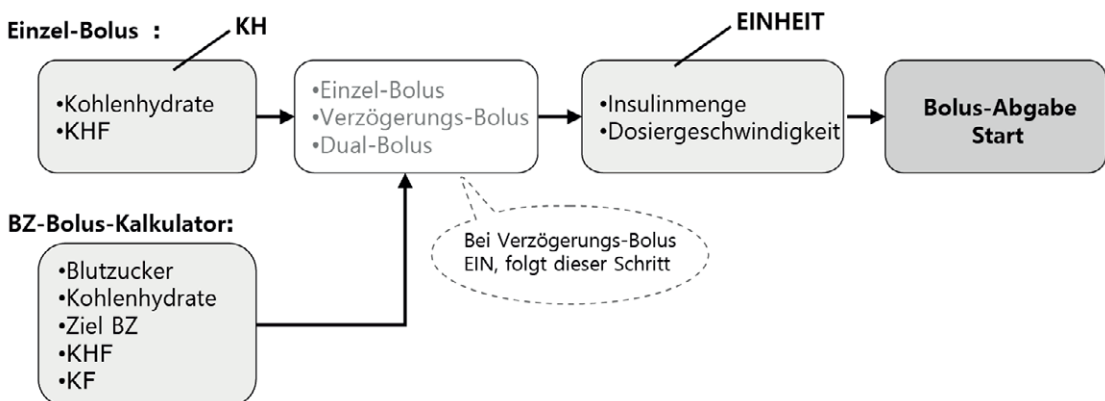 Einzel-Bolus :
KH
EINHEIT
•Kohlenhydrate
•KHF
•Einzel-Bolus
•Verzögerungs-Bolus
•Dual-Bolus
•Insulinmenge
•Dosiergeschwindigkeit
Bolus-Abgabe
Start
BZ-Bolus-Kalkulator:
Bei Verzögerungs-Bolus
EIN, folgt dieser Schritt
•Blutzucker
•Kohlenhydrate
•Ziel BZ
•KHF
•KF